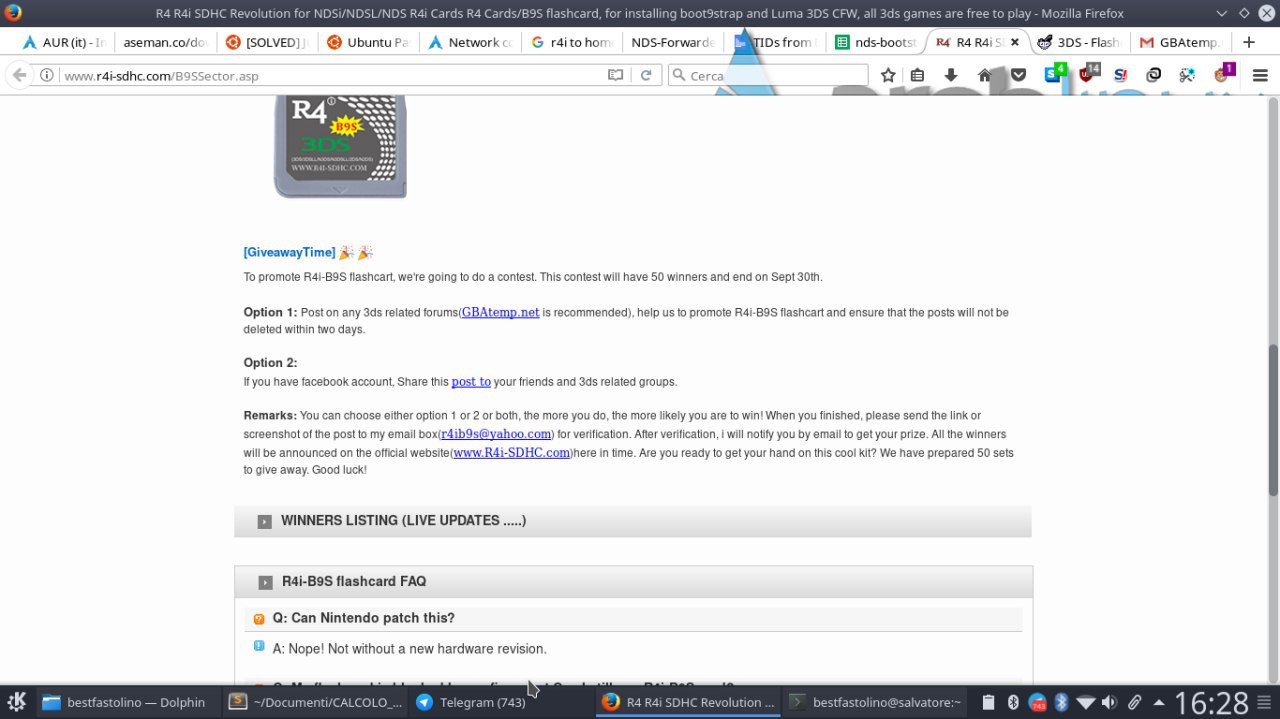 R4 R4i SDHC Revolution for NDSi/NDSL/NDS R4i Cards R4 Cards/B9S flashcard, for installing boot9strap and Luma 3DS CFW, all 3ds games are free to play - Mozilla Firefox
AUR (it) - In
aseman.co/do
[SOLVED] J
Ubuntu Pa
Network c
r4i to hom
NDS-Forwarde
TIDs from
nds-bootst
R4 R4i S
3DS - Flash
GBAtemp.
www.r4i-sdhc.com/B9SSector.asp
Cerca
4
14
1
R4
B9S
3DS
WWW.R4I-SDHC.COM
[GiveawayTime]
To promote R4i-B9S flashcart, we're going to do a contest. This contest will have 50 winners and end on Sept 30th.
Option 1: Post on any 3ds related forums(GBAtemp.net is recommended), help us to promote R4i-B9S flashcart and ensure that the posts will not be
deleted within two days.
Option 2:
If you have facebook account, Share this post to your friends and 3ds related groups.
Remarks: You can choose either option 1 or 2 or both, the more you do, the more likely you are to win! When you finished, please send the link or
screenshot of the post to my email box(r4ib9s@yahoo.com) for verification. After verification, i will notify you by email to get your prize. All the winners
will be announced on the official website(www.R4i-SDHC.com)here in time. Are you ready to get your hand on this cool kit? We have prepared 50 sets
to give away. Good luck!
WINNERS LISTING (LIVE UPDATES .....)
R4i-B9S flashcard FAQ
Q: Can Nintendo patch this?
A: Nope! Not without a new hardware revision.
bestfastolino — Dolphin
~/Documenti/CALCOLO_...
Telegram (743)
R4 R4i SDHC Revolution ...
bestfastolino@salvatore:~
743
16:28